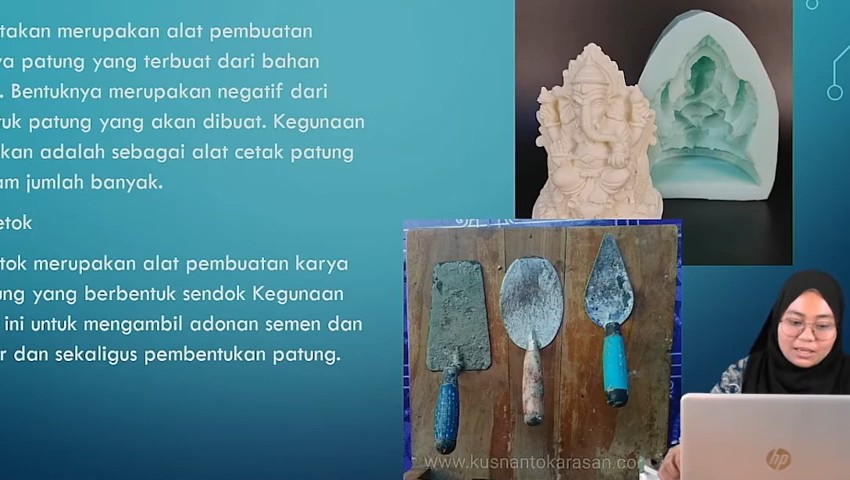 takan merupakan alat pembuatan
a patung yang terbuat dari bahan
. Bentuknya merupakan negatif dari
uk patung yang akan dibuat. Kegunaan
kan adalah sebagai alat cetak patung
am jumlah banyak.
etok
tok merupakan alat pembuatan karya
ung yang berbentuk sendok Kegunaan
ini untuk mengambil adonan semen dan
r dan sekaligus pembentukan patung.
www.kusnantokarasan.co
hp